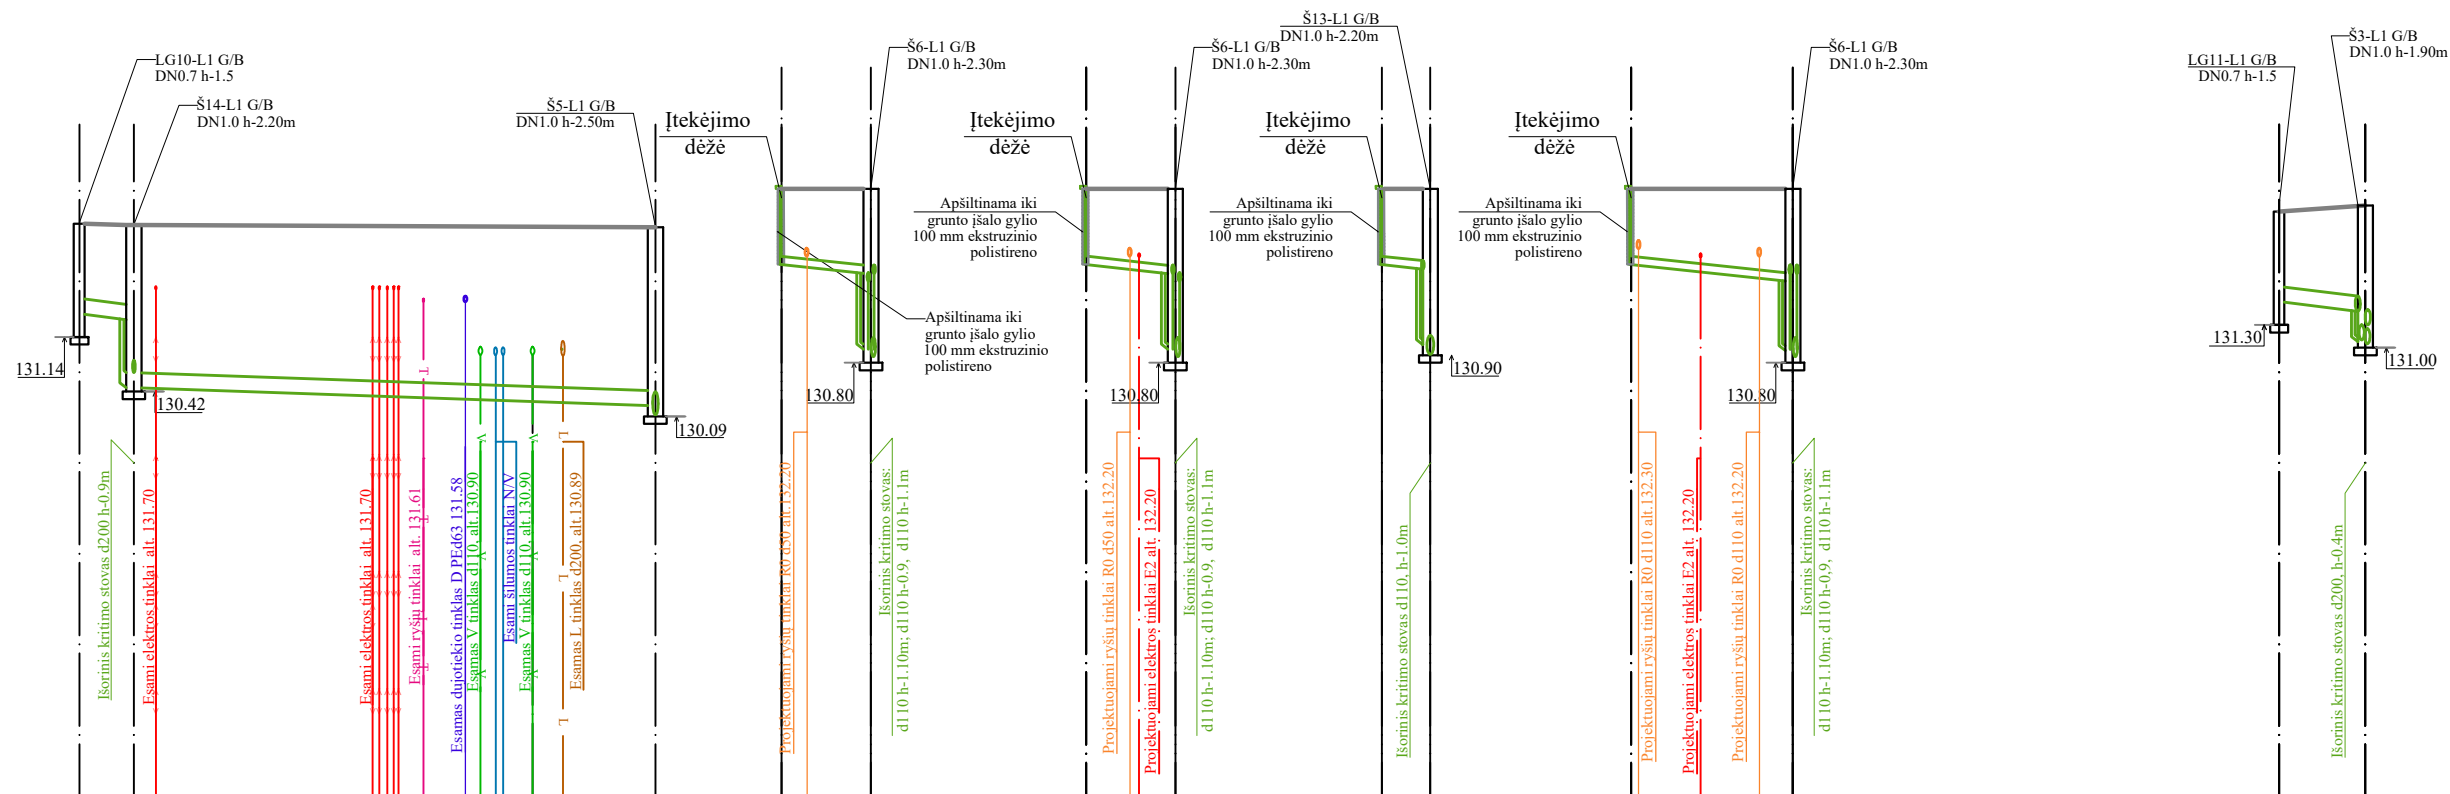 LG10-L1 G/B
DN0.7 h-1.5
Š14-L1 G/B
DN1.0 h-2.20m
Š5-L1 G/B
DN1.0 h-2.50m
Įtekėjimo
dėžė
Š6-L1 G/B
DN1.0 h-2.30m
Įtekėjimo
dėžė
Š6-L1 G/B
DN1.0 h-2.30m
Š13-L1 G/B
DN1.0 h-2.20m
Įtekėjimo
dėžė
Įtekėjimo
dėžė
Š6-L1 G/B
DN1.0 h-2.30m
LG11-L1 G/B
DN0.7 h-1.5
Š3-L1 G/B
DN1.0 h-1.90m
Apšiltinama iki
grunto įšalo gylio
100 mm ekstruzinio
polistireno
Apšiltinama iki
grunto įšalo gylio
100 mm ekstruzinio
polistireno
Apšiltinama iki
grunto įšalo gylio
100 mm ekstruzinio
polistireno
Apšiltinama iki
grunto įšalo gylio
100 mm ekstruzinio
polistireno
131.14
130.42
130.09
130.80
130.80
130.90
130.80
131.30
131.00
Išorinis kritimo stovas d200 h-0.9m
Esami elektros tinklai alt. 131.70
Esami elektros tinklai alt. 131.70
Esami ryšių tinklai alt. 131.61
T
T
T
Esamas dujotiekio tinklas D PEd63 131.58
Esamas V tinklas d110, alt.130.90
V
V
V
Esami šilumos tinklai N/V
Esamas V tinklas d110, alt.130.90
V
V
V
Esamas L tinklas d200, alt.130.89
L
L
L
Projektuojami ryšių tinklai R0 d50 alt.132.20
Išorinis kritimo stovas:
d110 h-1.10m; d110 h-0.9, d110 h-1.1m
Projektuojami ryšių tinklai R0 d50 alt.132.20
Projektuojami elektros tinklai E2 alt. 132.20
Išorinis kritimo stovas:
d110 h-1.10m; d110 h-0.9, d110 h-1.1m
Išorinis kritimo stovas d110, h-1.0m
Projektuojami ryšių tinklai R0 d110 alt.132.30
Projektuojami elektros tinklai E2 alt. 132.20
Projektuojami ryšių tinklai R0 d110 alt.132.20
Išorinis kritimo stovas:
d110 h-1.10m; d110 h-0,9, d110 h-1.1m
Išorinis kritimo stovas d200, h-0.4m